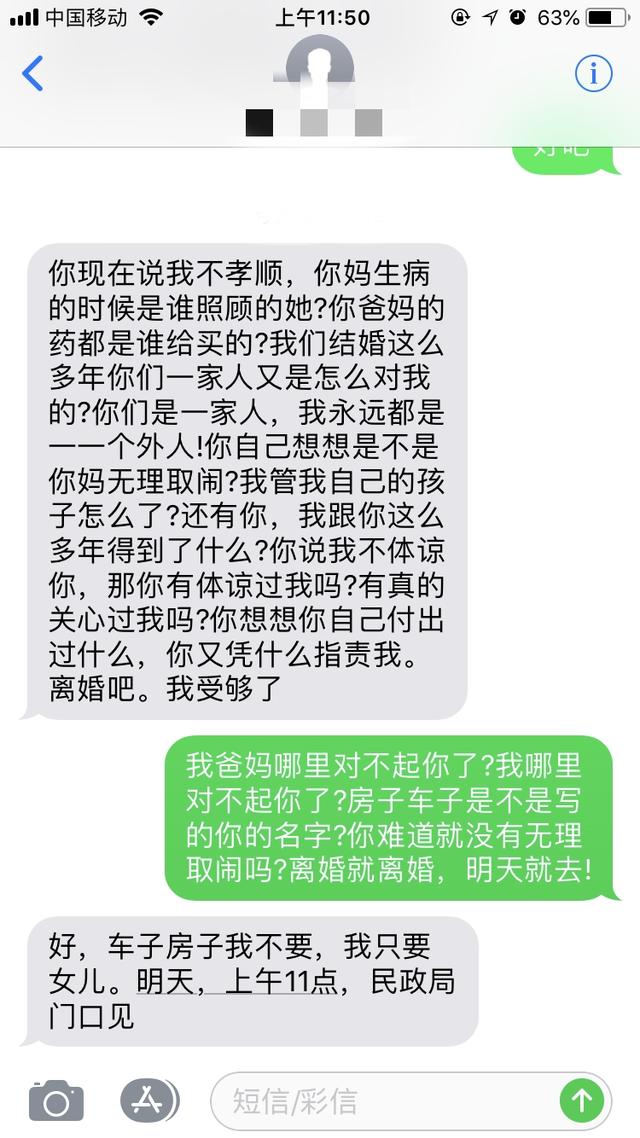 中国移动 上午11:50 63%
好吧
你现在说我不孝顺，你妈生病
的时候是谁照顾的她?你爸妈的
药都是谁给买的?我们结婚这么
多年你们一家人又是怎么对我
的?你们是一家人，我永远都是
一一个外人!你自己想想是不是
你妈无理取闹?我管我自己的孩
子怎么了?还有你，我跟你这么
多年得到了什么?你说我不体谅
你，那你有体谅过我吗?有真的
关心过我吗?你想想你自己付出
过什么，你又凭什么指责我。
离婚吧。我受够了
我爸妈哪里对不起你了?我哪里
对不起你了?房子车子是不是写
的你的名字?你难道就没有无理
取闹吗?离婚就离婚，明天就去!
好，车子房子我不要，我只要
女儿。明天，上午11点，民政局
门口见
短信/彩信